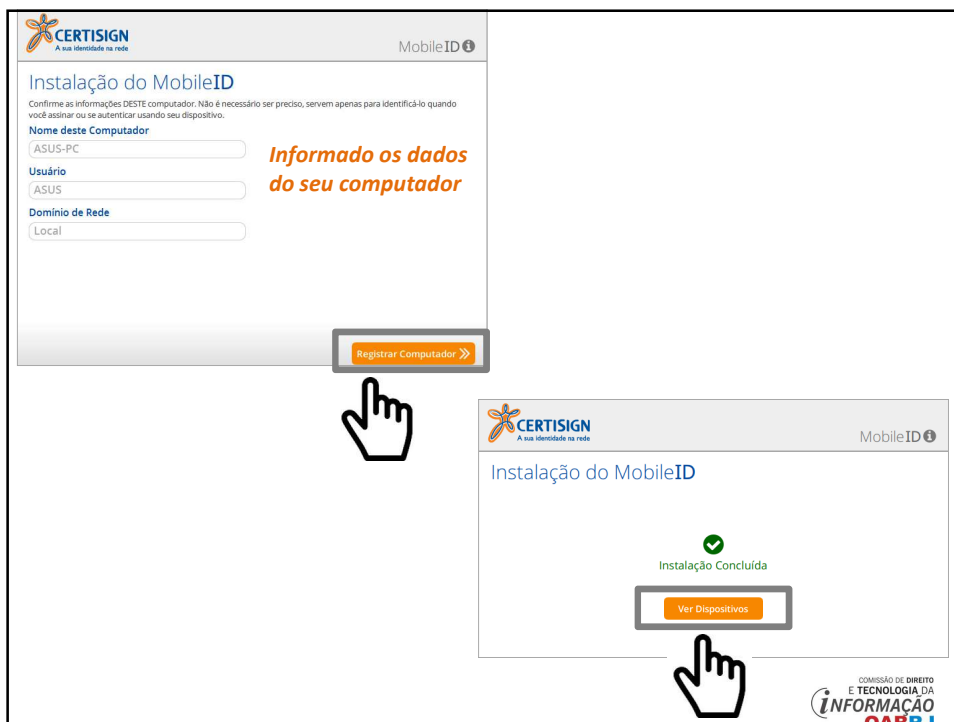 CERTISIGN
A sua identidade na rede
MobileID
Instalação do MobileID
Confirme as informações DESTE computador. Não é necessário ser preciso, servem apenas para identificá-lo quando
você assinar ou se autenticar usando seu dispositivo.
Nome deste Computador
ASUS-PC
Informado os dados
do seu computador
Usuário
ASUS
Domínio de Rede
Local
Registrar Computador
CERTISIGN
A sua identidade na rede
MobileID
Instalação do MobileID
Instalação Concluída
Ver Dispositivos
COMISSÃO DE DIREITO
E TECNOLOGIA DA
iNFORMAÇÃO
OABRJ